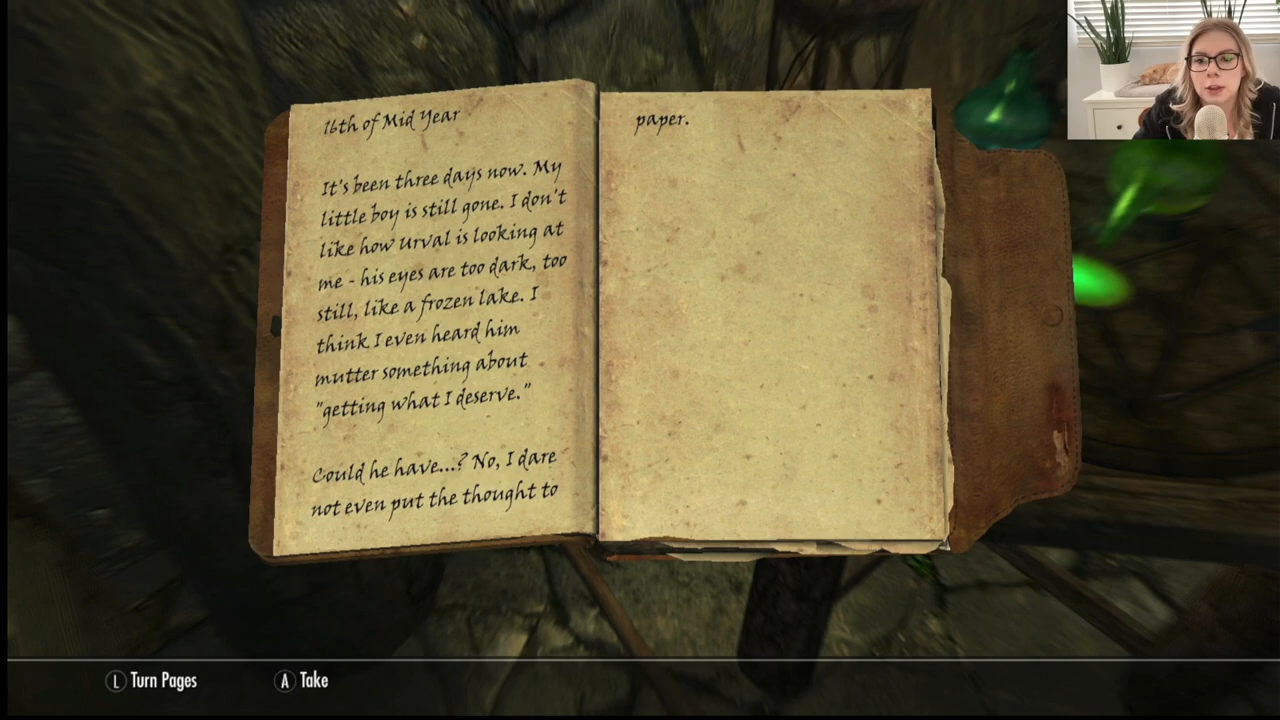 16th of Mid Year
It's been three days now. My
little boy is still gone. I don't
like how Urval is looking at
me - his eyes are too dark, too
still, like a frozen lake. I
think I even heard him
mutter something about
"getting what I deserve."
Could he have...? No, I dare
not even put the thought to
paper.
L Turn Pages
A Take